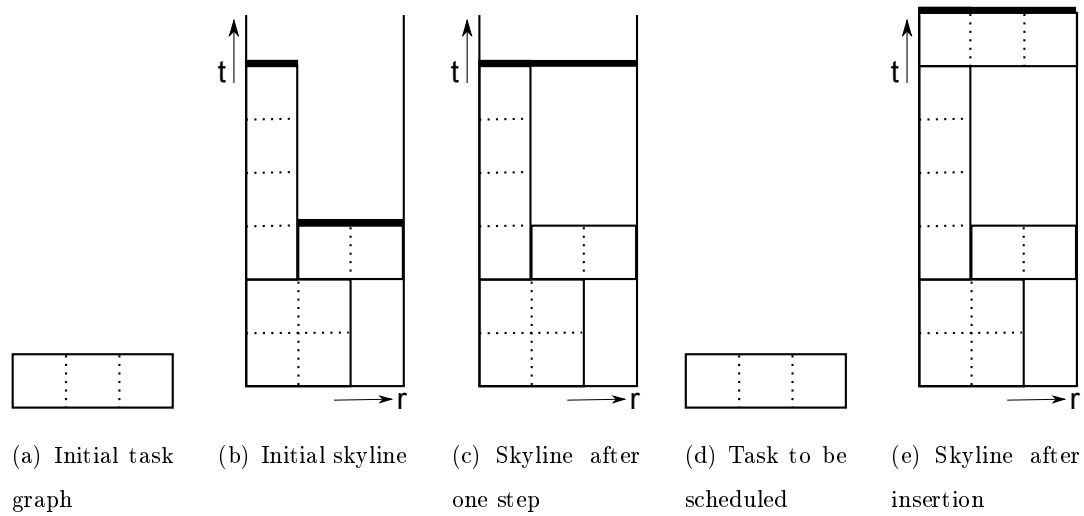 t
r
t
r
t
r
(a) Initial task
graph
(b) Initial skyline
(c) Skyline after
one step
(d) Task to be
scheduled
(e) Skyline after
insertion